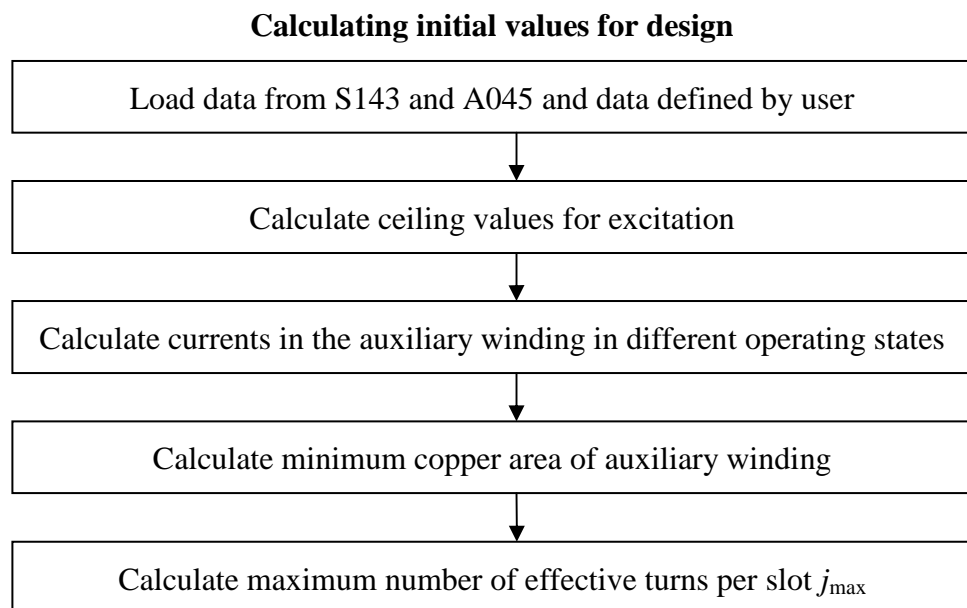 Calculating initial values for design
Load data from S143 and A045 and data defined by user
Calculate ceiling values for excitation
Calculate currents in the auxiliary winding in different operating states
Calculate minimum copper area of auxiliary winding
Calculate maximum number of effective turns per slot jmax